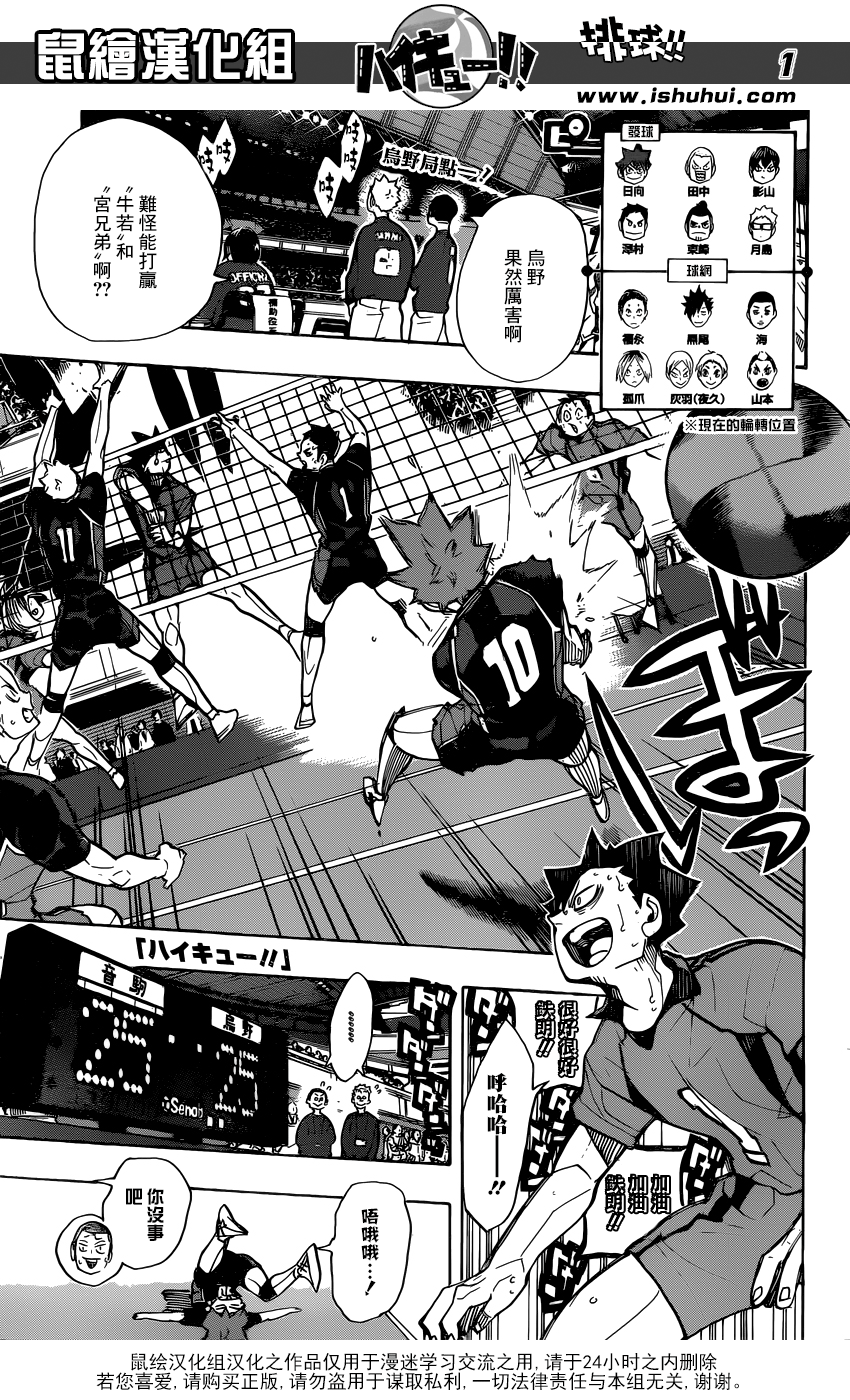 鼠繪漢化組
ハイキュー!!
排球!!
1
www.ishuhui.com
發球
日向
田中
影山
澤村
東峰
月島
球網
福永
黑尾
海
孤爪
灰羽(夜久)
山本
※現在的輪轉位置
ピーッ
烏野局點—！
吱
吱
吱
吱
烏野
果然厲害啊
難怪能打贏
“牛若”和
“宮兄弟”啊??
11
1
10
「ハイキュー!!」
很好很好
鉄朗!!
呼哈哈——!!
加油
加油
鉄朗!!
音駒
烏野
25
25
Senoh
……
唔哦哦…!
你沒事
吧
鼠绘汉化组汉化之作品仅用于漫迷学习交流之用, 请于24小时之内删除
若您喜爱, 请购买正版, 请勿盗用于谋取私利, 一切法律责任与本组无关, 谢谢。